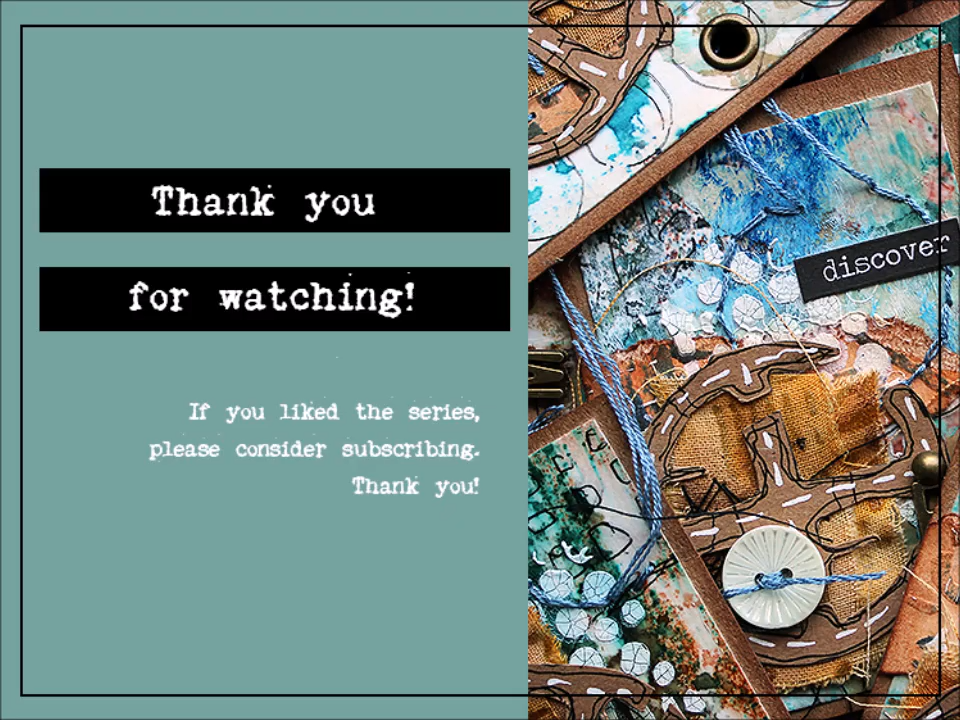 Thank you
for watching!
If you liked the series,
please consider subscribing.
Thank you!
discover